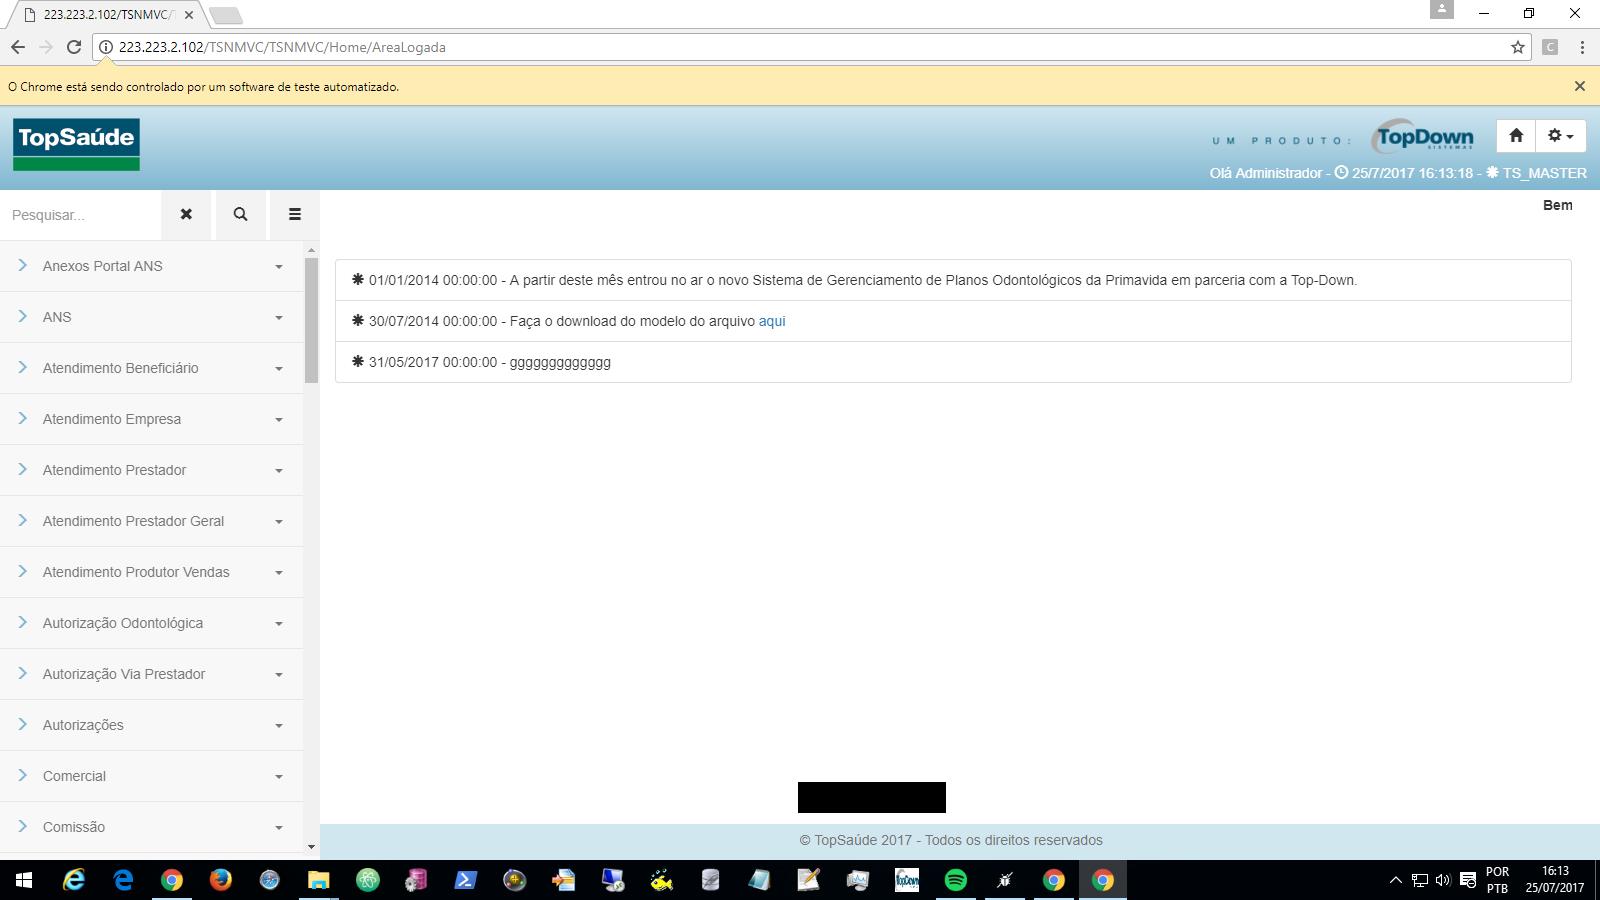 223.223.2.102/TSNMVC/T
223.223.2.102/TSNMVC/TSNMVC/Home/AreaLogada
C
O Chrome está sendo controlado por um software de teste automatizado.
TopSaúde
UM PRODUTO:
TopDown
SISTEMAS
Olá Administrador - 25/7/2017 16:13:18 - TS_MASTER
Pesquisar...
Bem
Anexos Portal ANS
ANS
Atendimento Beneficiário
Atendimento Empresa
Atendimento Prestador
Atendimento Prestador Geral
Atendimento Produtor Vendas
Autorização Odontológica
Autorização Via Prestador
Autorizações
Comercial
Comissão
01/01/2014 00:00:00 - A partir deste mês entrou no ar o novo Sistema de Gerenciamento de Planos Odontológicos da Primavida em parceria com a Top-Down.
30/07/2014 00:00:00 - Faça o download do modelo do arquivo aqui
31/05/2017 00:00:00 - ggggggggggggg
© TopSaúde 2017 - Todos os direitos reservados
TopDown
POR
PTB
16:13
25/07/2017